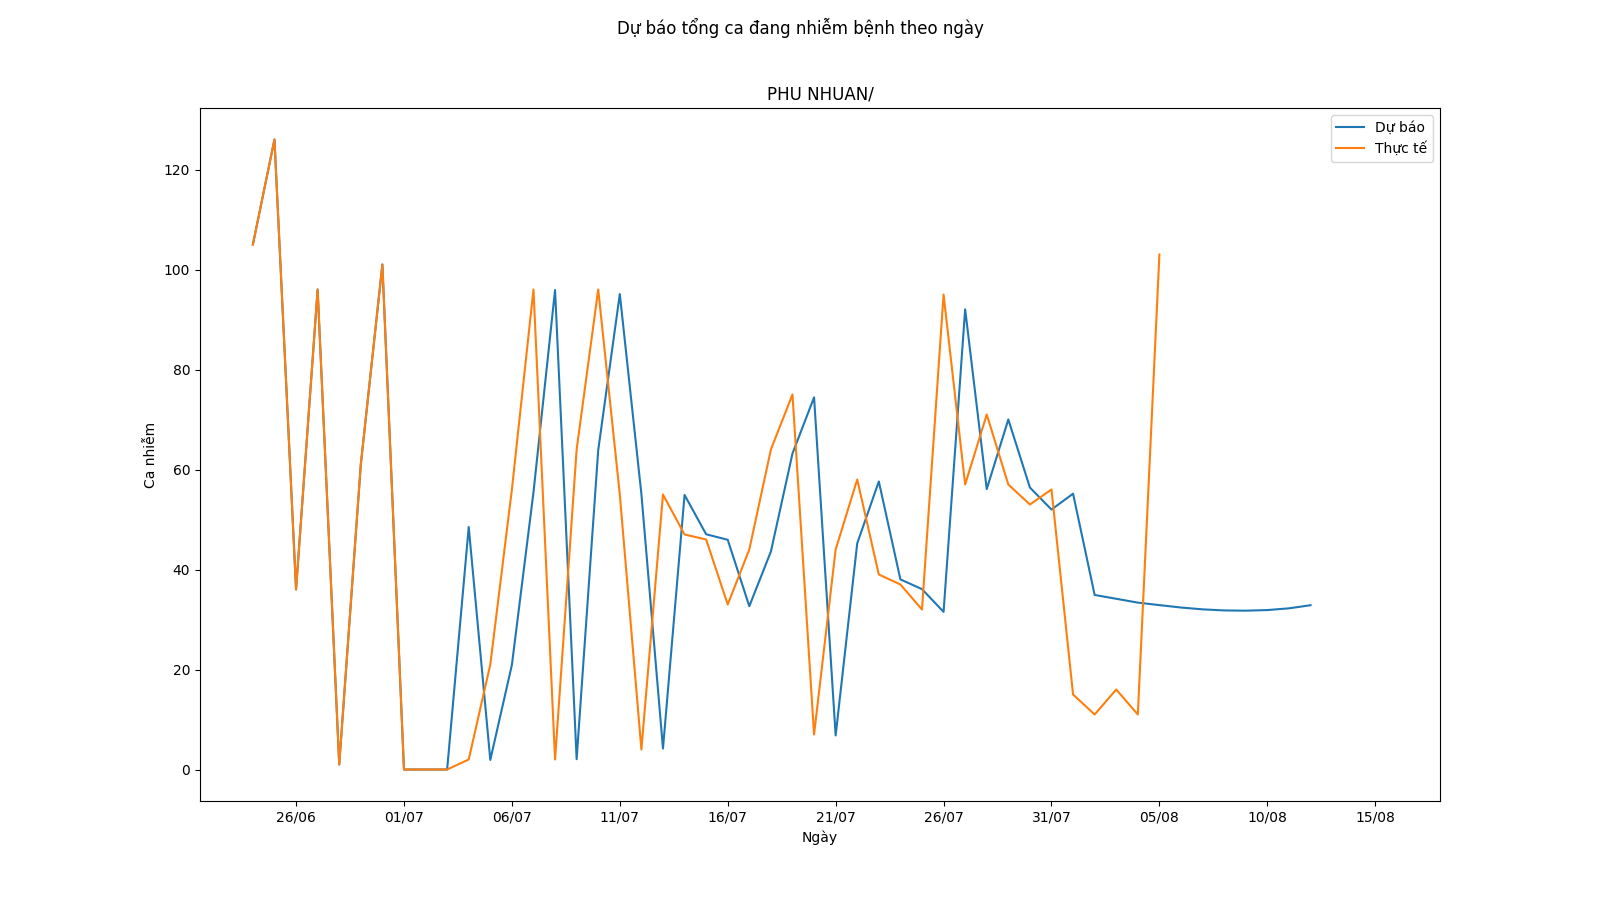 Dự báo tổng ca đang nhiễm bệnh theo ngày
PHU NHUAN/
Dự báo
Thực tế
120
100
80
60
40
20
0
Ca nhiễm
26/06 01/07 06/07 11/07 16/07 21/07 26/07 31/07 05/08 10/08 15/08
Ngày